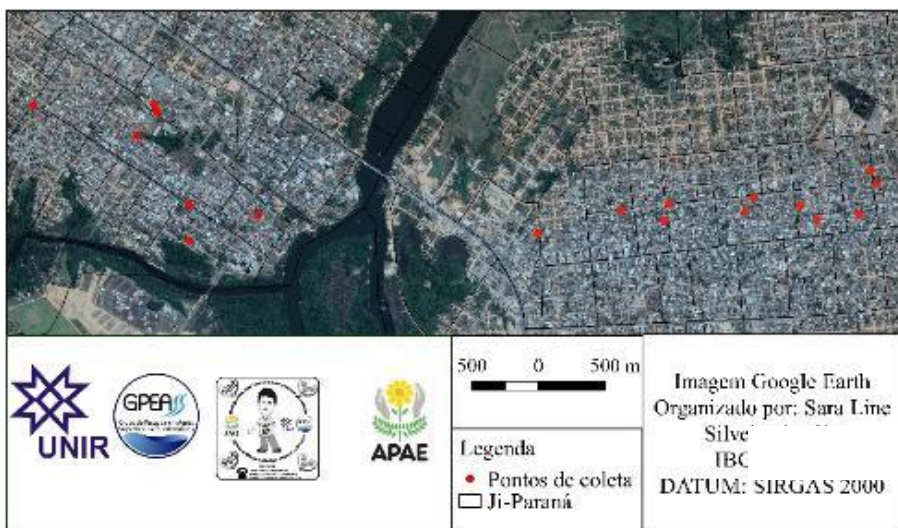 UNIR
GPEA
APAE
500 0 500 m
Legenda
Pontos de coleta
Ji-Paraná
Imagem Google Earth
Organizado por: Sara Line
DATUM: SIRGAS 2000